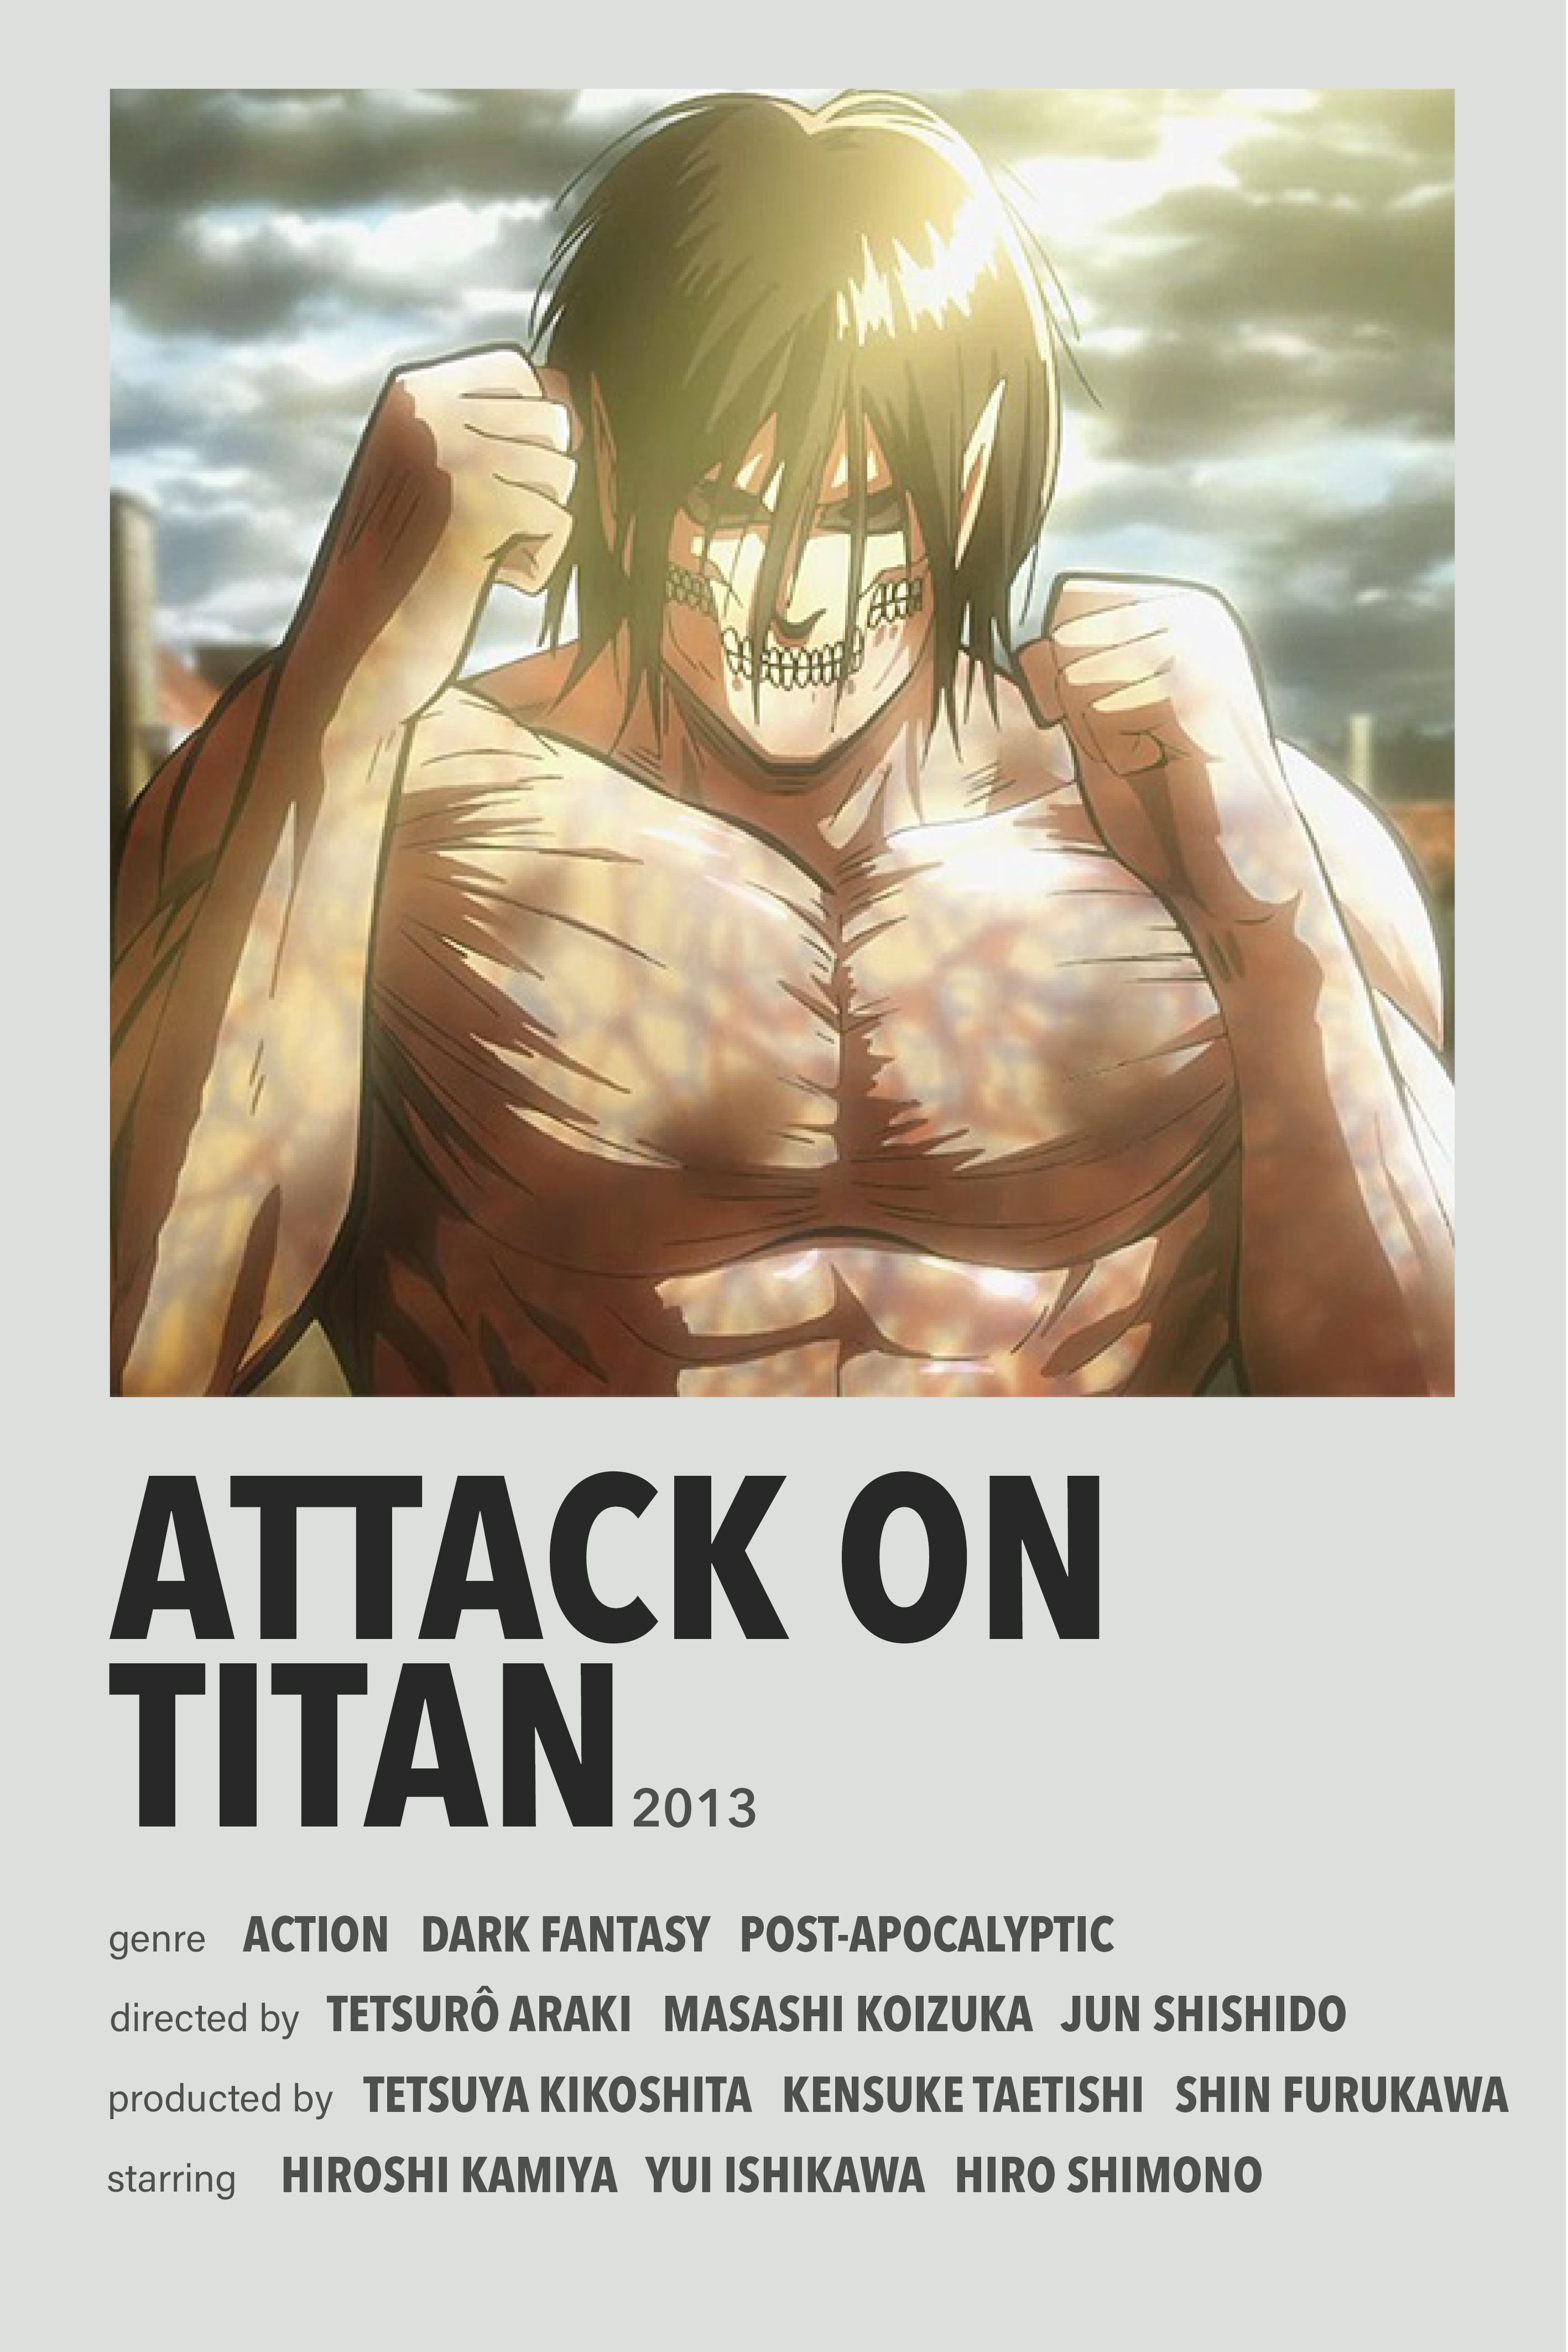 ATTACK ON
TITAN 2013
genre ACTION DARK FANTASY POST-APOCALYPTIC
directed by TETSURÔ ARAKI MASASHI KOIZUKA JUN SHISHIDO
producted by TETSUYA KIKOSHITA KENSUKE TAETISHI SHIN FURUKAWA
starring HIROSHI KAMIYA YUI ISHIKAWA HIRO SHIMONO